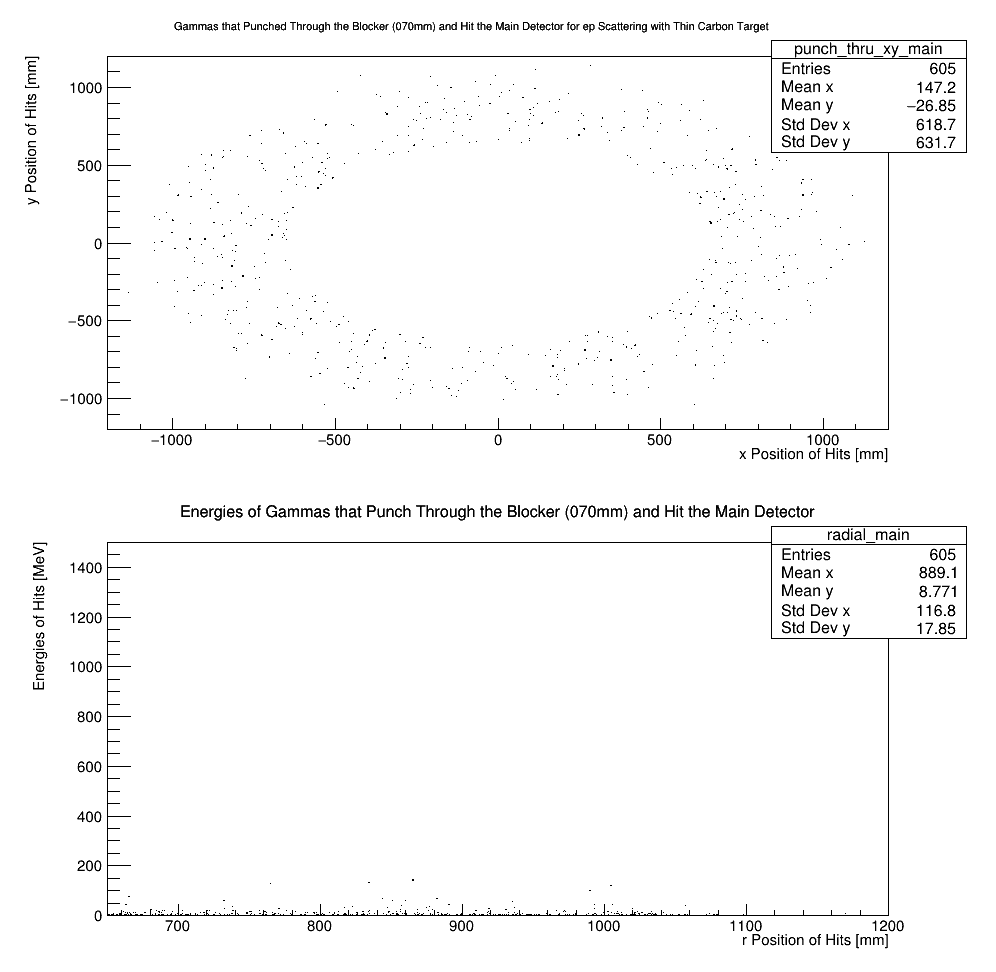 Gammas that Punched Through the Blocker (070mm) and Hit the Main Detector for ep Scattering with Thin Carbon Target
punch_thru_xy_main
Entries 605
Mean x 147.2
Mean y −26.85
Std Dev x 618.7
Std Dev y 631.7
y Position of Hits [mm]
1000
500
0
−500
−1000
−1000 −500 0 500 1000
x Position of Hits [mm]
Energies of Gammas that Punch Through the Blocker (070mm) and Hit the Main Detector
radial_main
Entries 605
Mean x 889.1
Mean y 8.771
Std Dev x 116.8
Std Dev y 17.85
Energies of Hits [MeV]
1400
1200
1000
800
600
400
200
0
700 800 900 1000 1100 1200
r Position of Hits [mm]